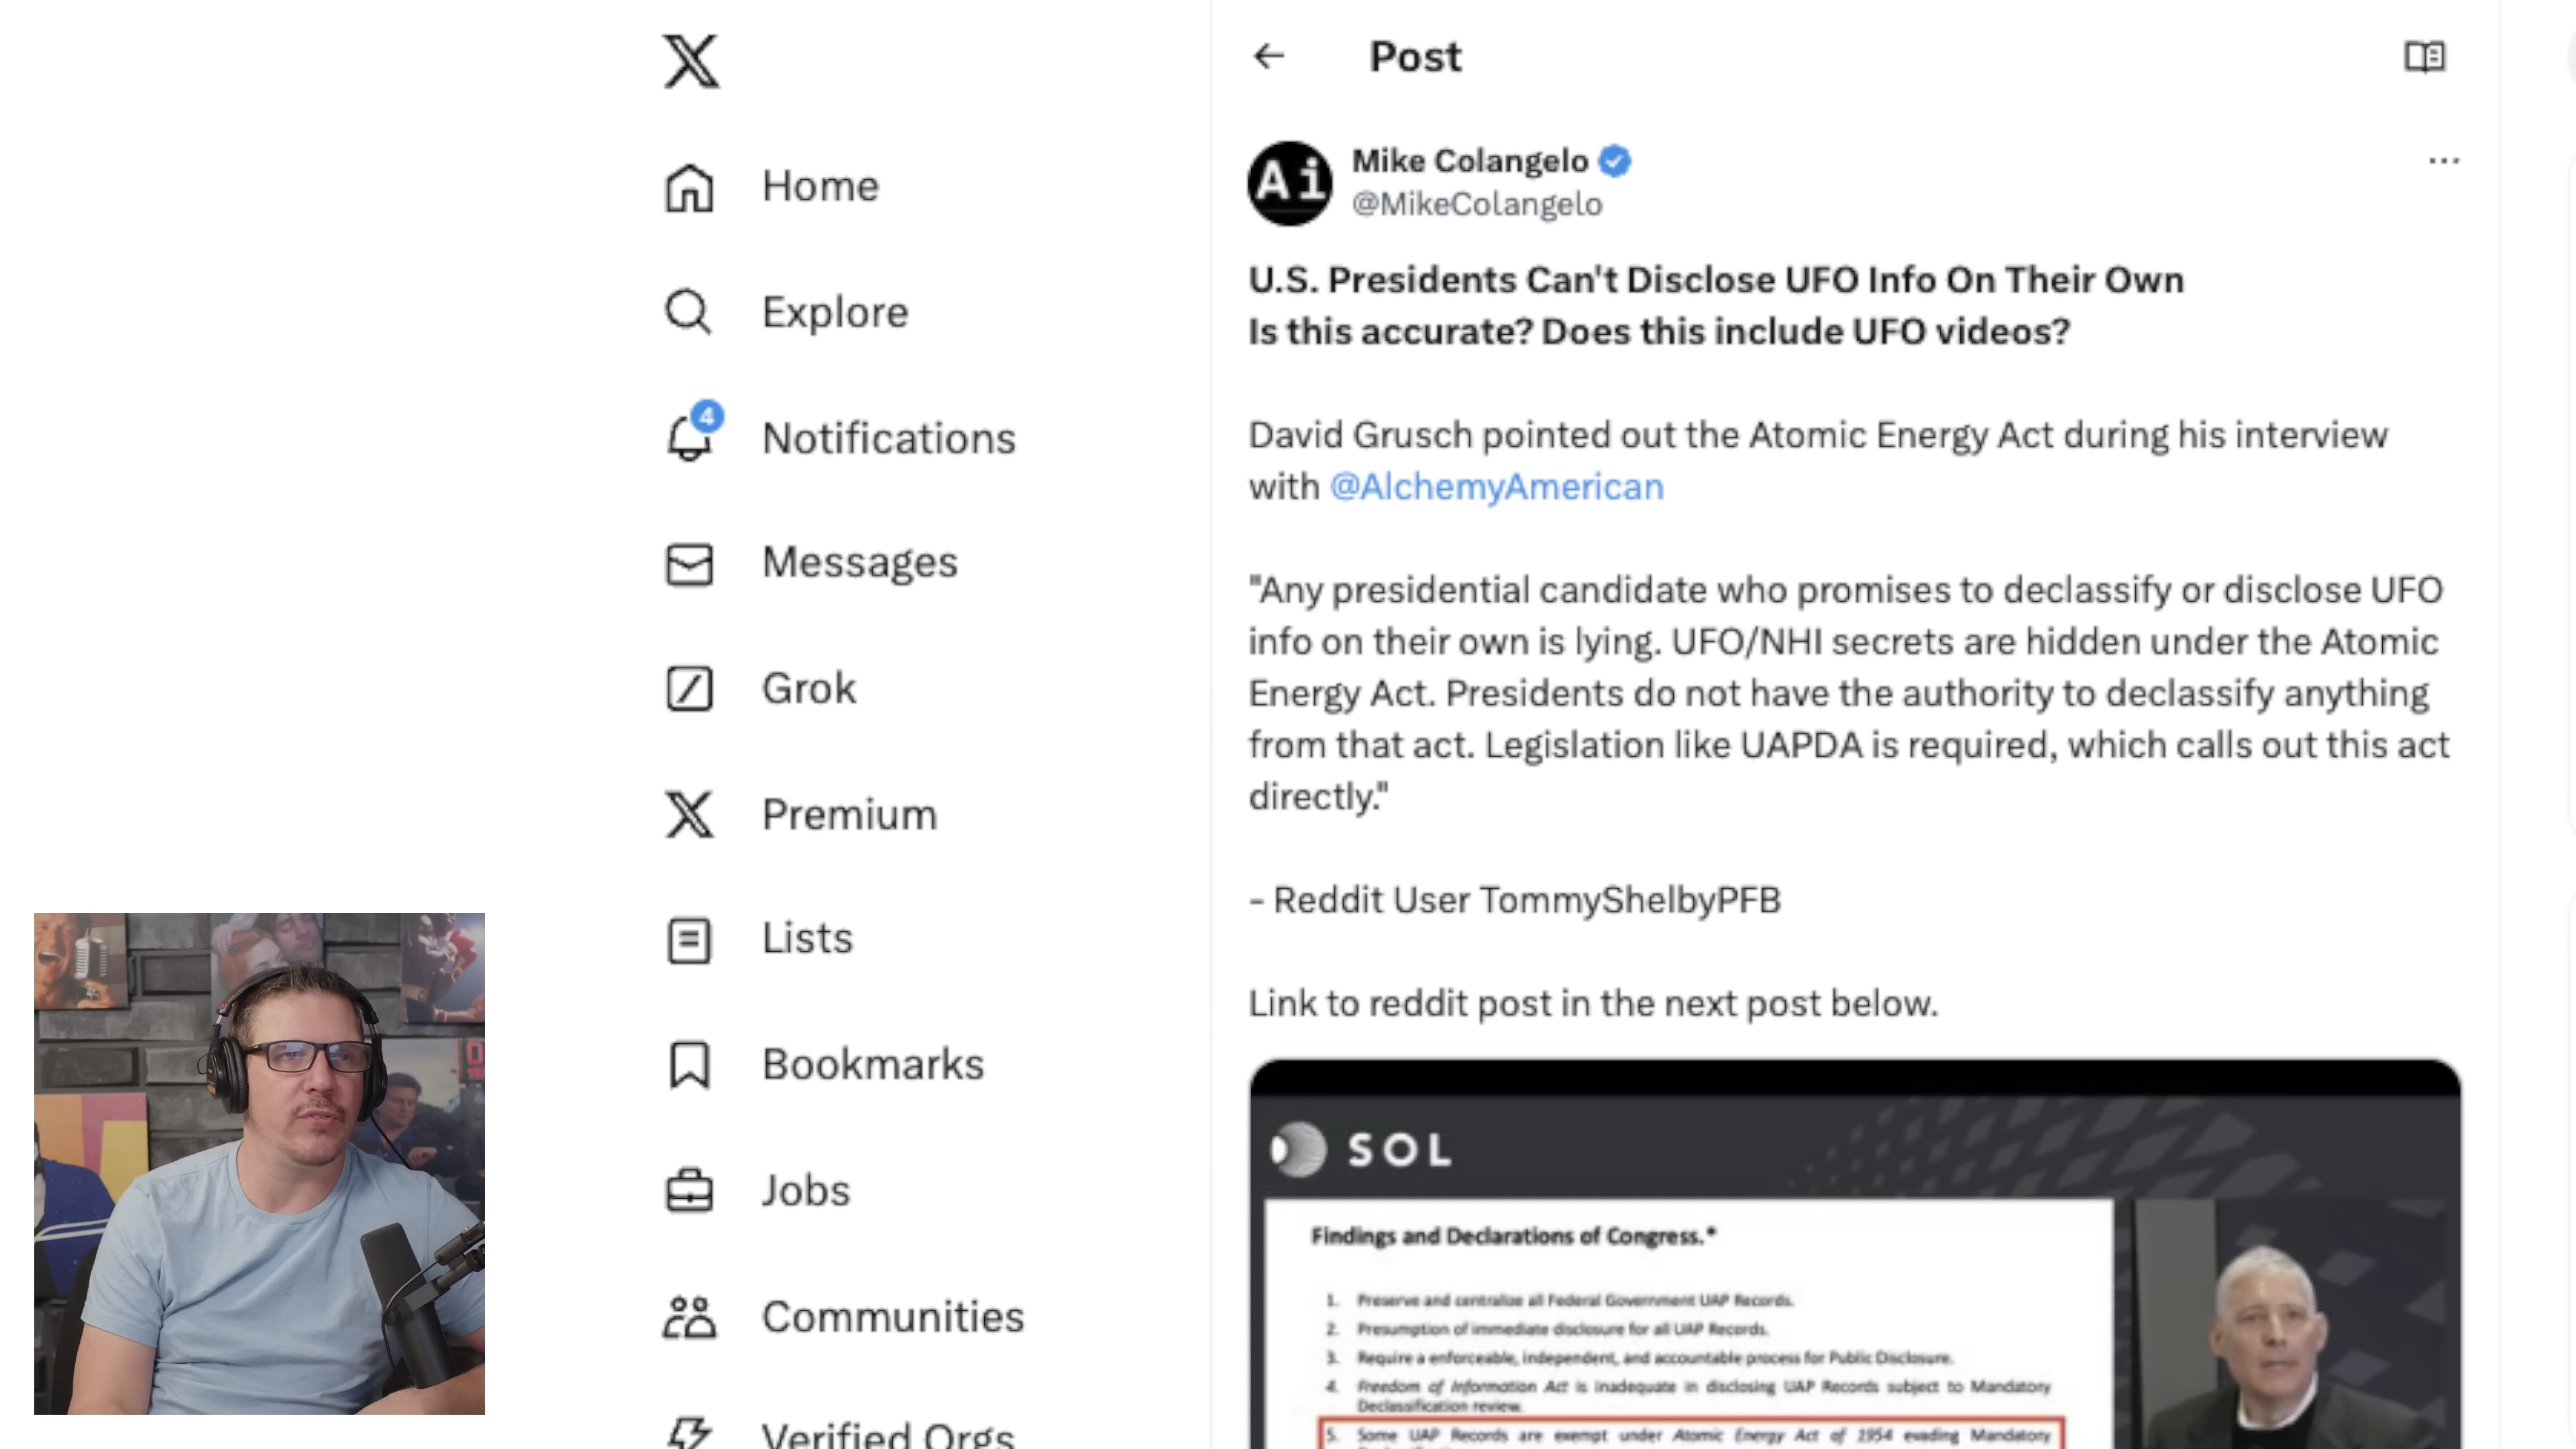 Home
Explore
4
Notifications
Messages
Grok
Premium
Lists
Bookmarks
Jobs
Communities
Verified Orgs
Post
Ai
Mike Colangelo
@MikeColangelo
U.S. Presidents Can't Disclose UFO Info On Their Own
Is this accurate? Does this include UFO videos?
David Grusch pointed out the Atomic Energy Act during his interview
with @AlchemyAmerican
"Any presidential candidate who promises to declassify or disclose UFO
info on their own is lying. UFO/NHI secrets are hidden under the Atomic
Energy Act. Presidents do not have the authority to declassify anything
from that act. Legislation like UAPDA is required, which calls out this act
directly."
- Reddit User TommyShelbyPFB
Link to reddit post in the next post below.
SOL
Findings and Declarations of Congress.*
1. Preserve and centralize all Federal Government UAP Records.
2. Presumption of immediate disclosure for all UAP Records.
3. Require a enforceable, independent, and accountable process for Public Disclosure.
4. Freedom of Information Act is inadequate in disclosing UAP Records subject to Mandatory
Declassification review.
5. Some UAP Records are exempt under Atomic Energy Act of 1954 evading Mandatory